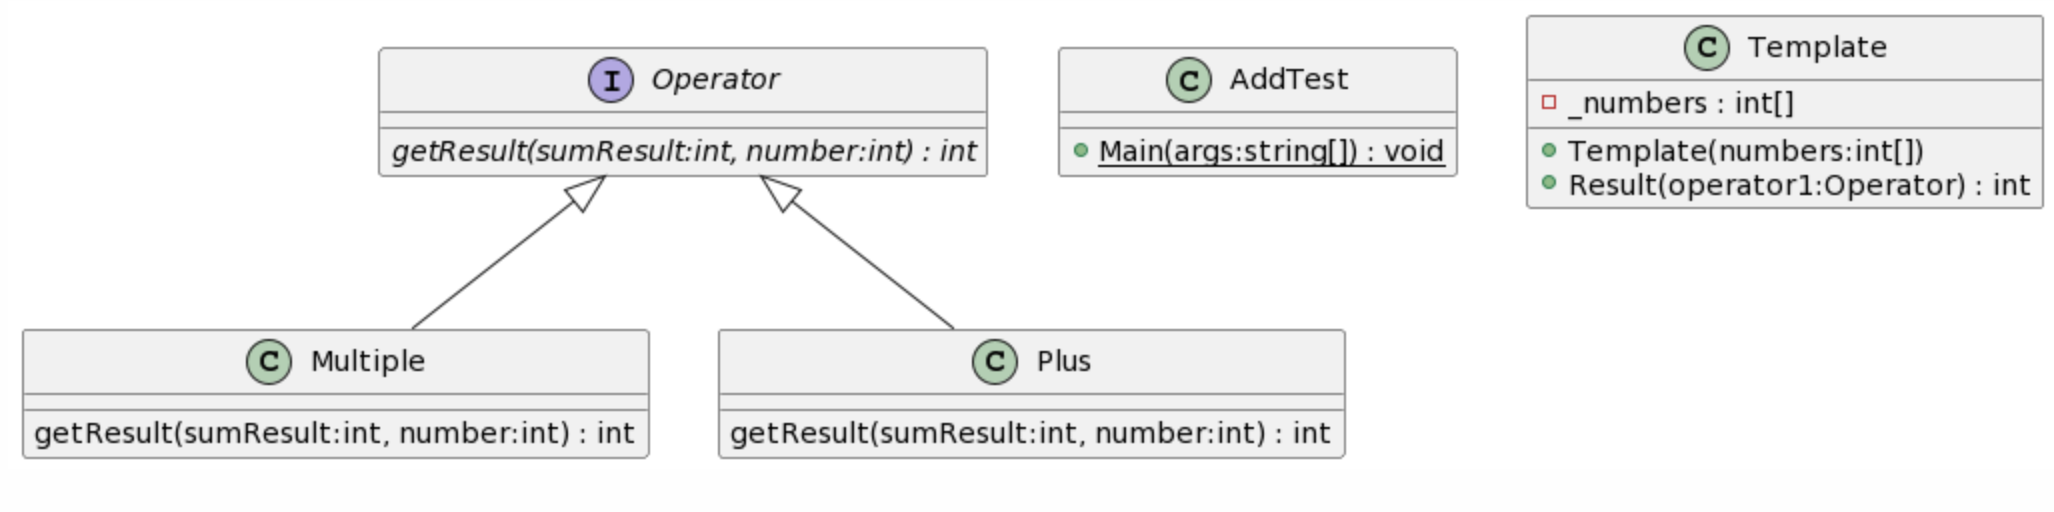 I Operator
getResult(sumResult:int, number:int) : int
C AddTest
Main(args:string[]) : void
C Template
_numbers : int[]
Template(numbers:int[])
Result(operator1:Operator) : int
C Multiple
getResult(sumResult:int, number:int) : int
C Plus
getResult(sumResult:int, number:int) : int